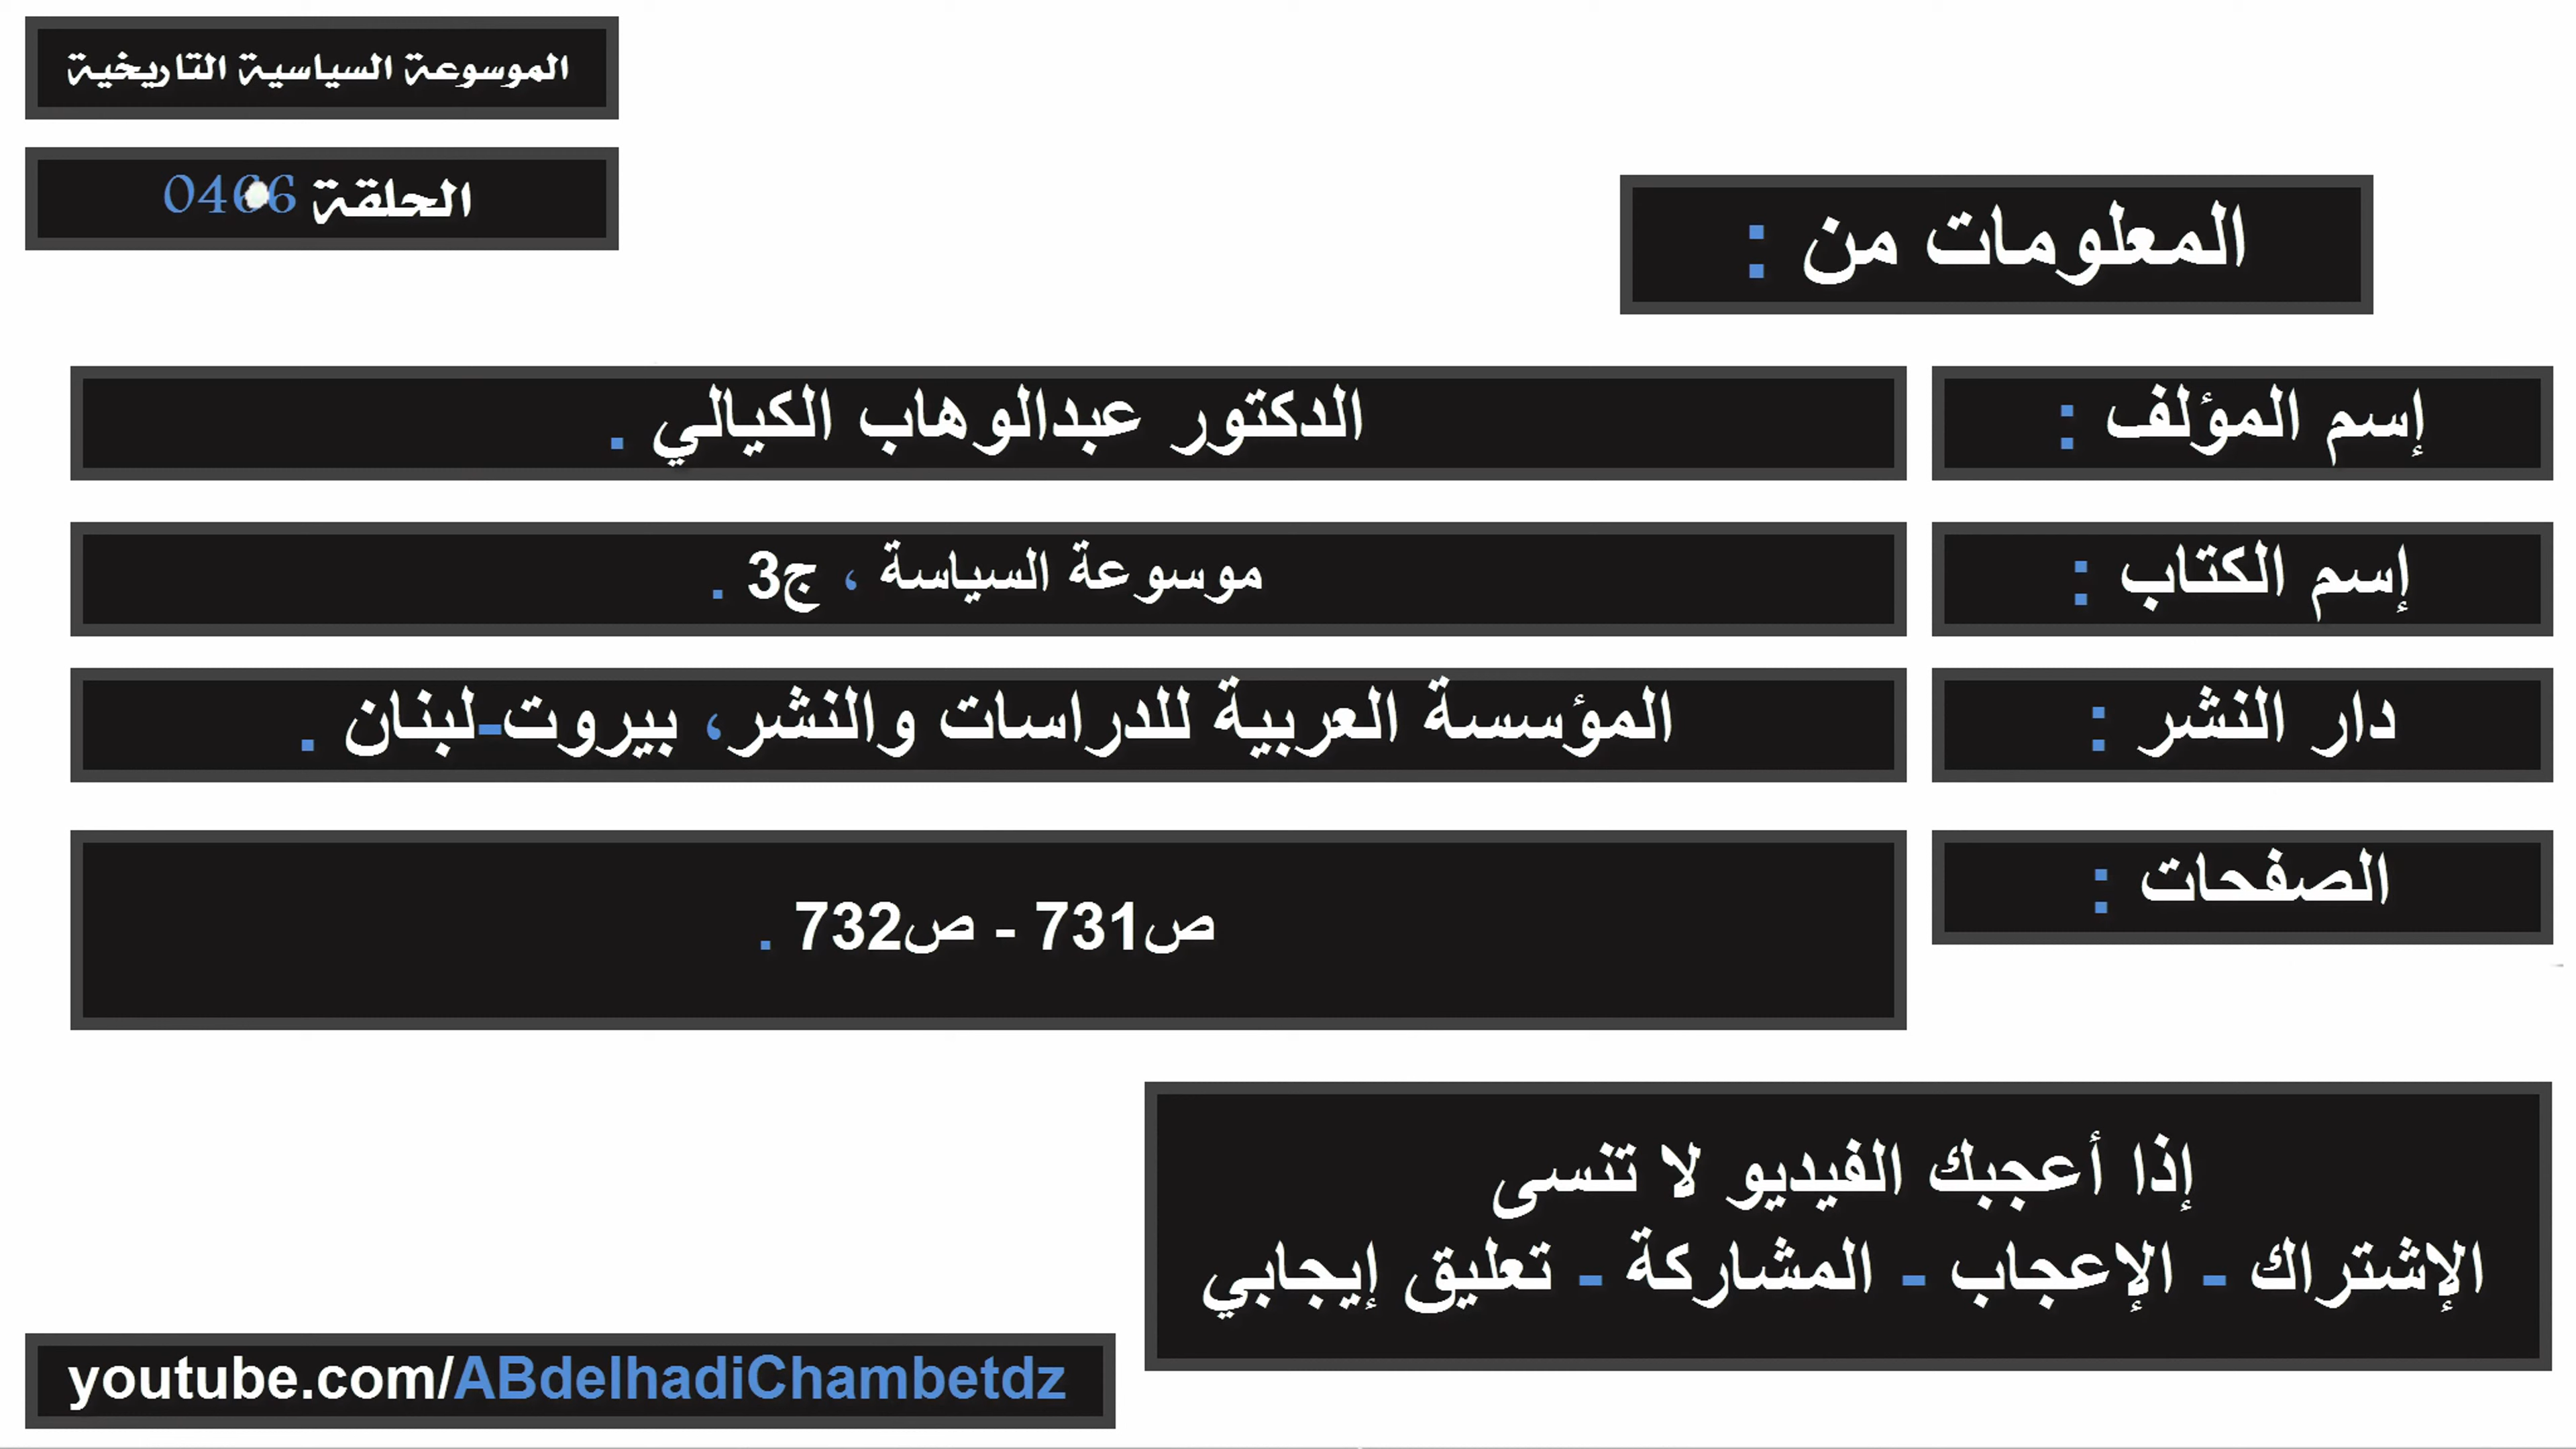 الموسوعة السياسية التاريخية
الحلقة 0466
المعلومات من :
إسم المؤلف :
الدكتور عبدالوهاب الكيالي .
إسم الكتاب :
موسوعة السياسة ، ج3 .
دار النشر :
المؤسسة العربية للدراسات والنشر، بيروت-لبنان .
الصفحات :
ص731 - ص732 .
إذا أعجبك الفيديو لا تنسى
الإشتراك - الإعجاب - المشاركة - تعليق إيجابي
youtube.com/ABdelhadiChambetdz